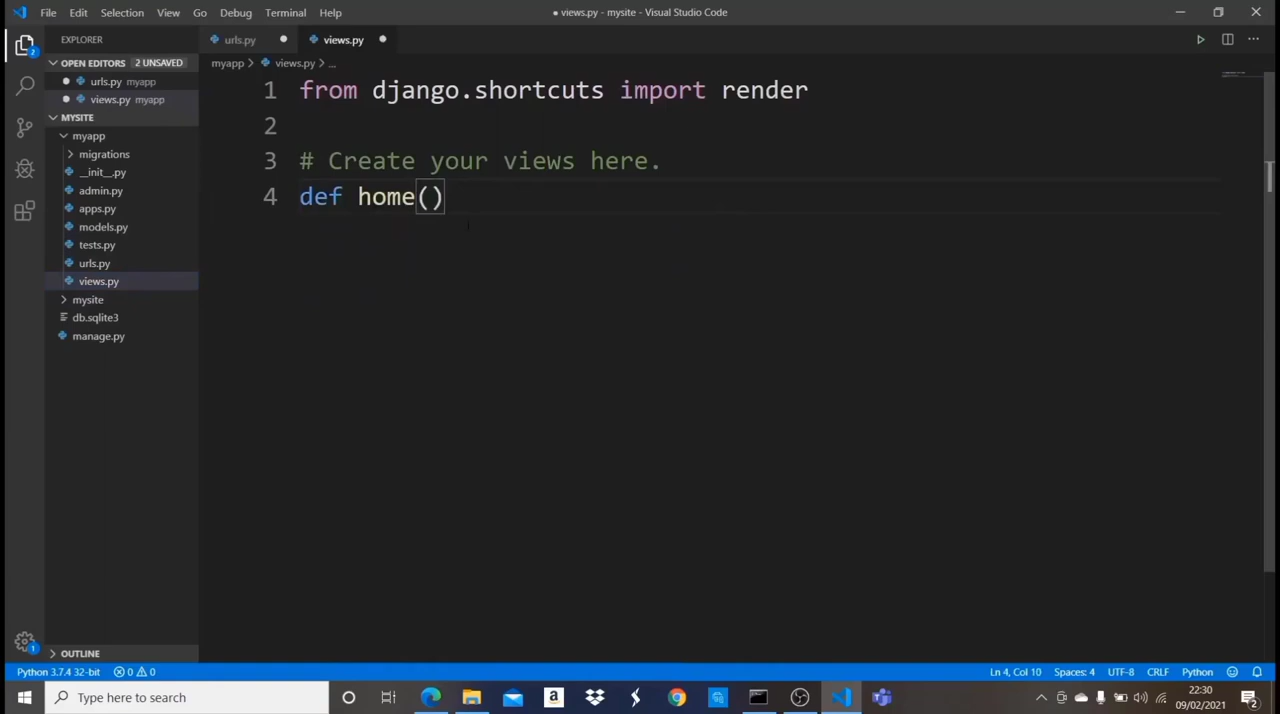 File Edit Selection View Go Debug Terminal Help
● views.py - mysite - Visual Studio Code
EXPLORER
OPEN EDITORS 2 UNSAVED
urls.py myapp
views.py myapp
MYSITE
myapp
migrations
__init__.py
admin.py
apps.py
models.py
tests.py
urls.py
views.py
mysite
db.sqlite3
manage.py
OUTLINE
2
1
urls.py ● views.py ●
myapp > views.py > ...
1 from django.shortcuts import render
2
3 # Create your views here.
4 def home()
Python 3.7.4 32-bit 0 0 Ln 4, Col 10 Spaces: 4 UTF-8 CRLF Python
Type here to search
a
22:30
09/02/2021
2